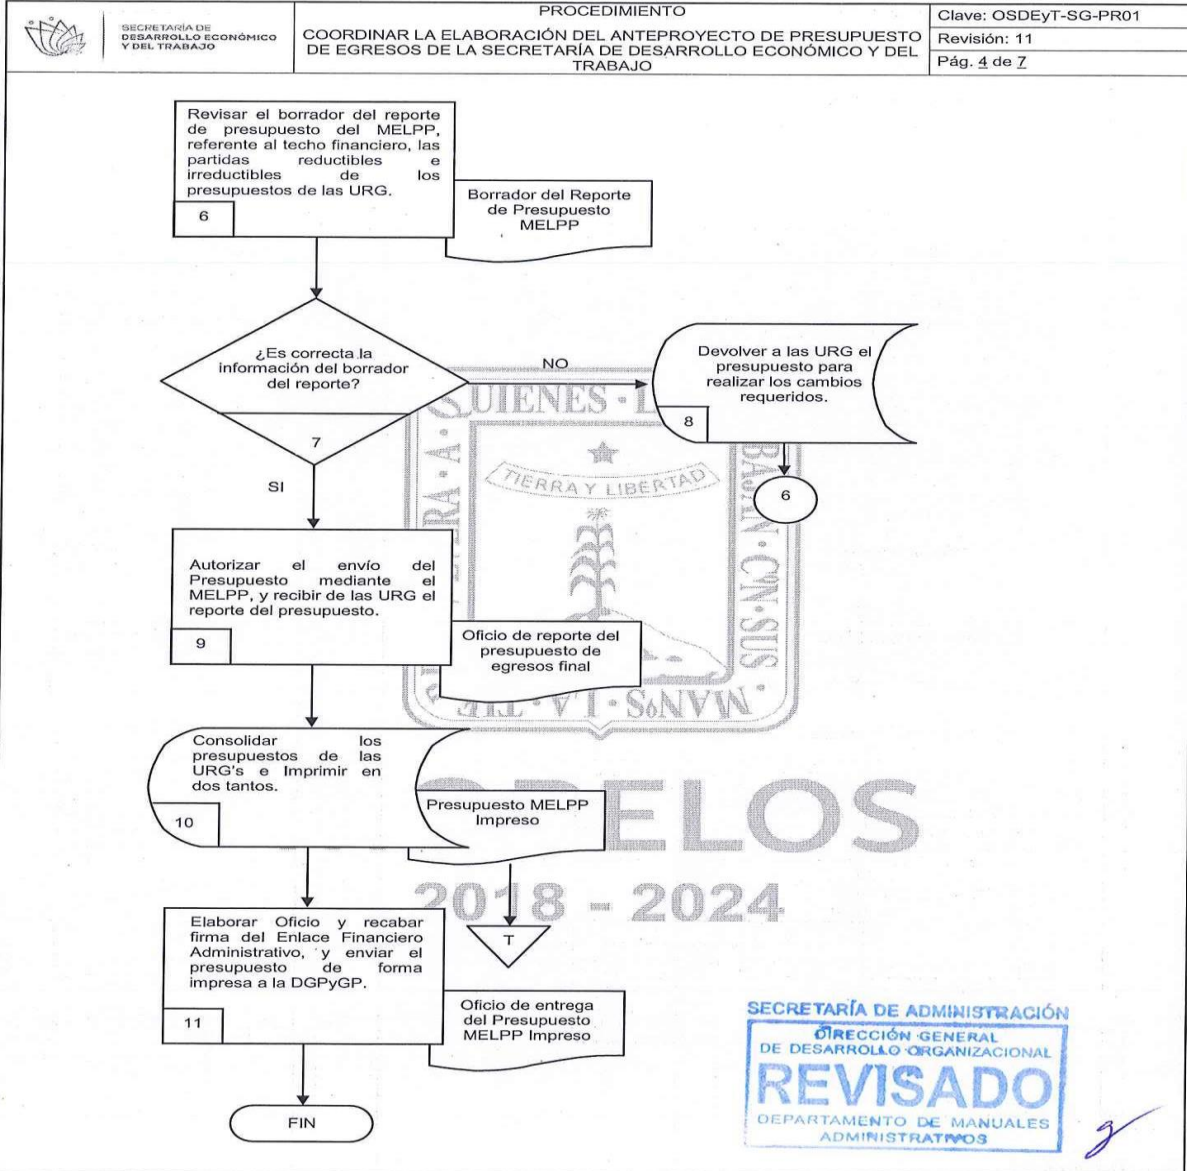 SECRETARÍA DE
DESARROLLO ECONÓMICO
Y DEL TRABAJO
PROCEDIMIENTO
COORDINAR LA ELABORACIÓN DEL ANTEPROYECTO DE PRESUPUESTO
DE EGRESOS DE LA SECRETARÍA DE DESARROLLO ECONÓMICO Y DEL
TRABAJO
Clave: OSDEyT-SG-PR01
Revisión: 11
Pág. 4 de 7
Revisar el borrador del reporte
de presupuesto del MELPP,
referente al techo financiero, las
partidas reductibles e
irreductibles de los
presupuestos de las URG.
6
Borrador del Reporte
de Presupuesto
MELPP
¿Es correcta la
información del borrador
del reporte?
7
NO
Devolver a las URG el
presupuesto para
realizar los cambios
requeridos.
8
6
SI
Autorizar el envío del
Presupuesto mediante el
MELPP, y recibir de las URG el
reporte del presupuesto.
9
Oficio de reporte del
presupuesto de
egresos final
QUIENES
TIERRA Y LIBERTAD
CON · SUS
MANOS · LA · TIE
Consolidar los
presupuestos de las
URG's e Imprimir en
dos tantos.
10
Presupuesto MELPP
Impreso
ELOS
2018 - 2024
T
Elaborar Oficio y recabar
firma del Enlace Financiero
Administrativo, y enviar el
presupuesto de forma
impresa a la DGPyGP.
11
Oficio de entrega
del Presupuesto
MELPP Impreso
FIN
SECRETARÍA DE ADMINISTRACIÓN
DIRECCIÓN GENERAL
DE DESARROLLO ORGANIZACIONAL
REVISADO
DEPARTAMENTO DE MANUALES
ADMINISTRATIVOS